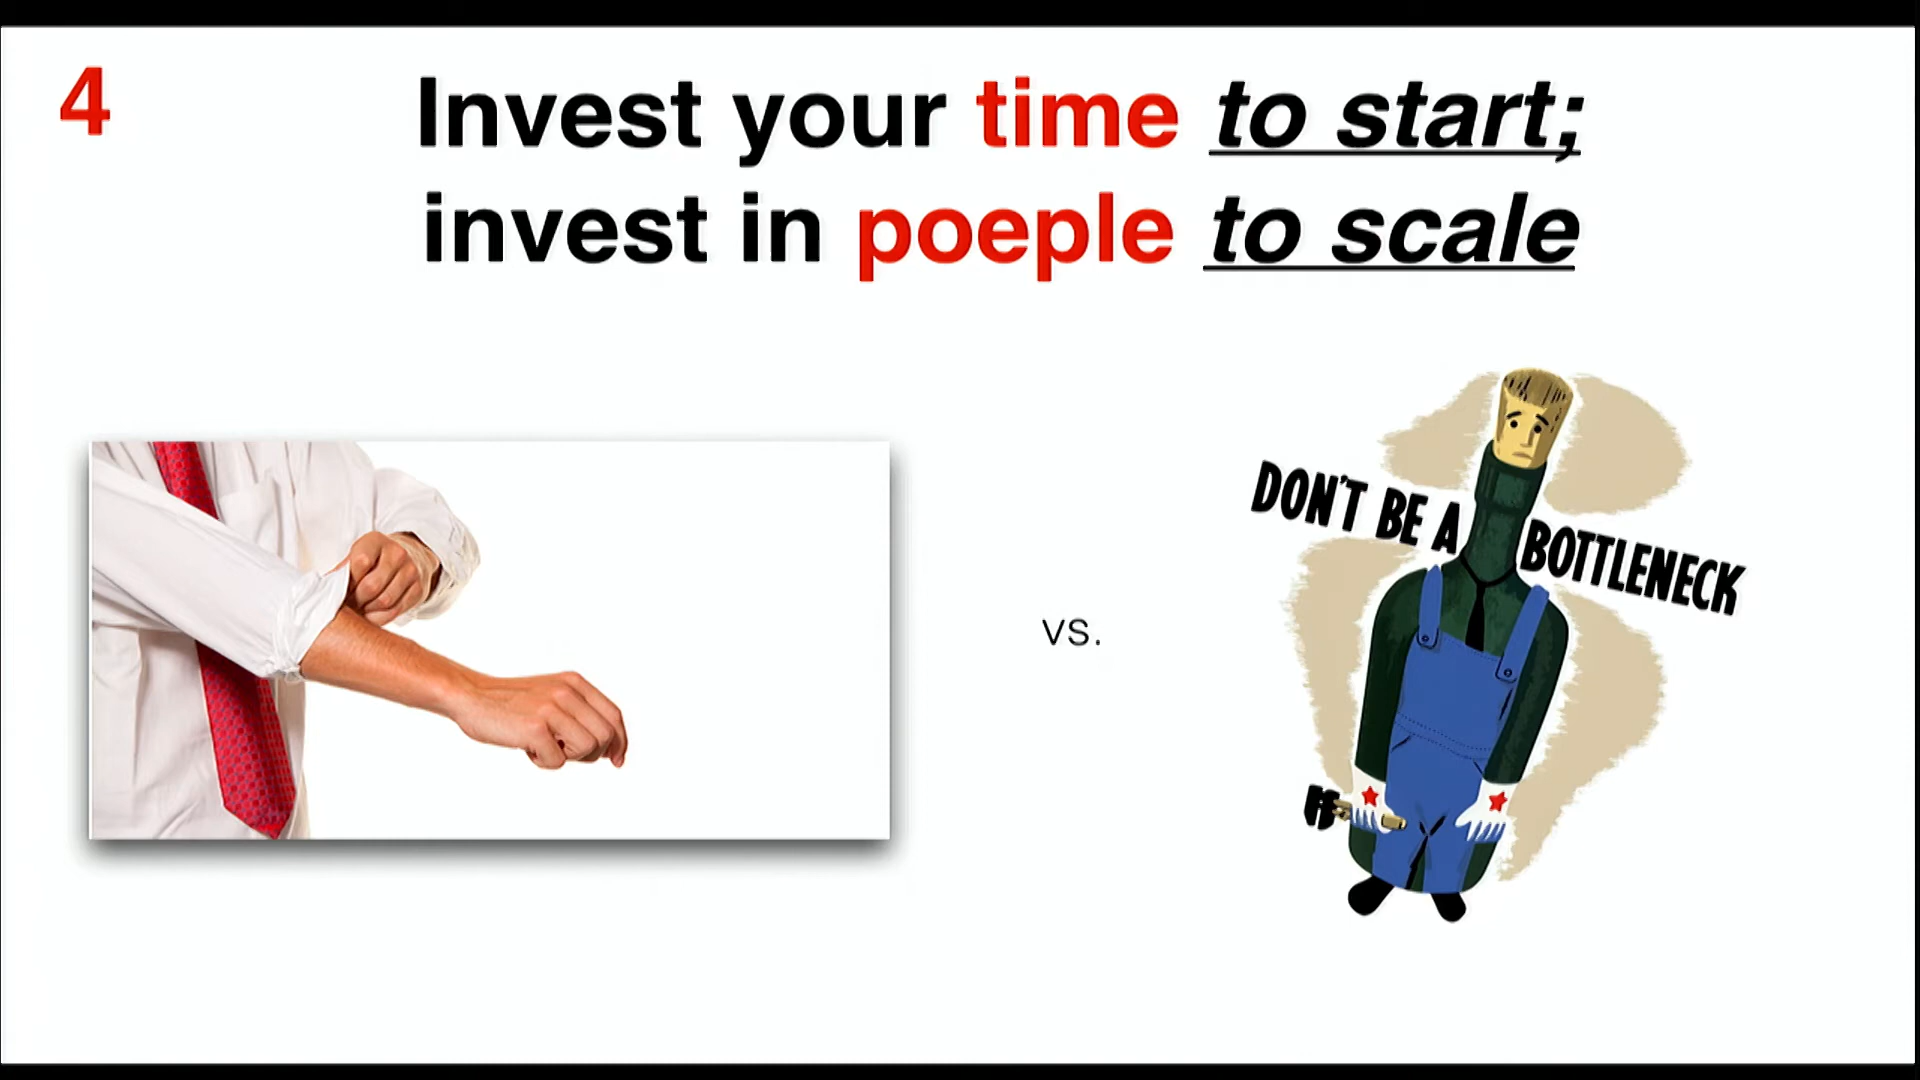 4
Invest your time to start;
invest in poeple to scale
DON'T BE A BOTTLENECK
vs.